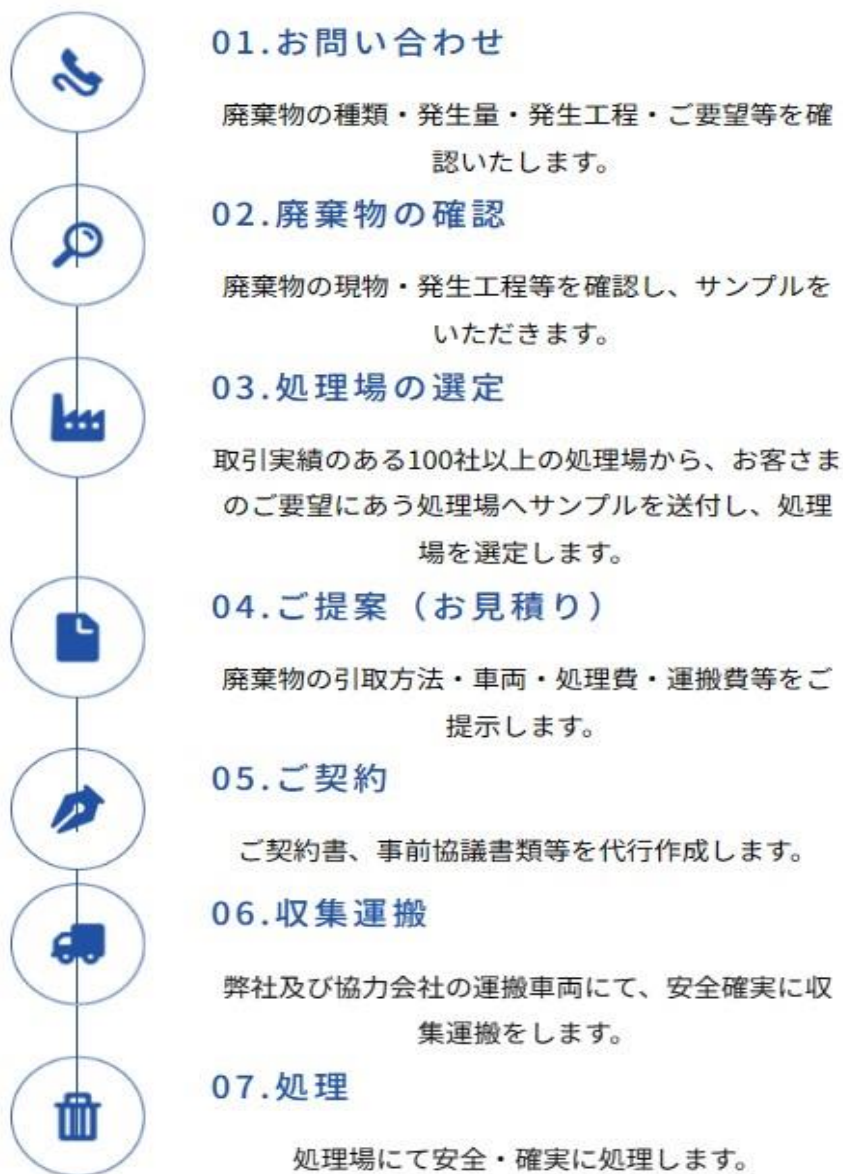 01.お問い合わせ
廃棄物の種類・発生量・発生工程・ご要望等を確
認いたします。
02.廃棄物の確認
廃棄物の現物・発生工程等を確認し、サンプルを
いただきます。
03.処理場の選定
取引実績のある100社以上の処理場から、お客さま
のご要望にあう処理場へサンプルを送付し、処理
場を選定します。
04.ご提案（お見積り）
廃棄物の引取方法・車両・処理費・運搬費等をご
提示します。
05.ご契約
ご契約書、事前協議書類等を代行作成します。
06.収集運搬
弊社及び協力会社の運搬車両にて、安全確実に収
集運搬をします。
07.処理
処理場にて安全・確実に処理します。